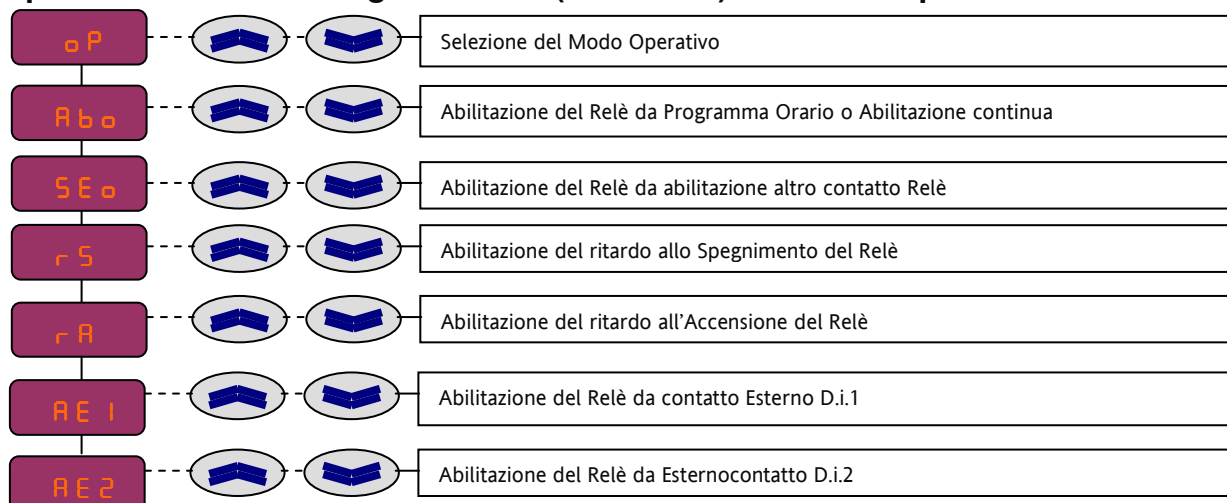 oP Selezione del Modo Operativo
Abo Abilitazione del Relè da Programma Orario o Abilitazione continua
SEo Abilitazione del Relè da abilitazione altro contatto Relè
rS Abilitazione del ritardo allo Spegnimento del Relè
rA Abilitazione del ritardo all'Accensione del Relè
AE1 Abilitazione del Relè da contatto Esterno D.i.1
AE2 Abilitazione del Relè da Esternocontatto D.i.2